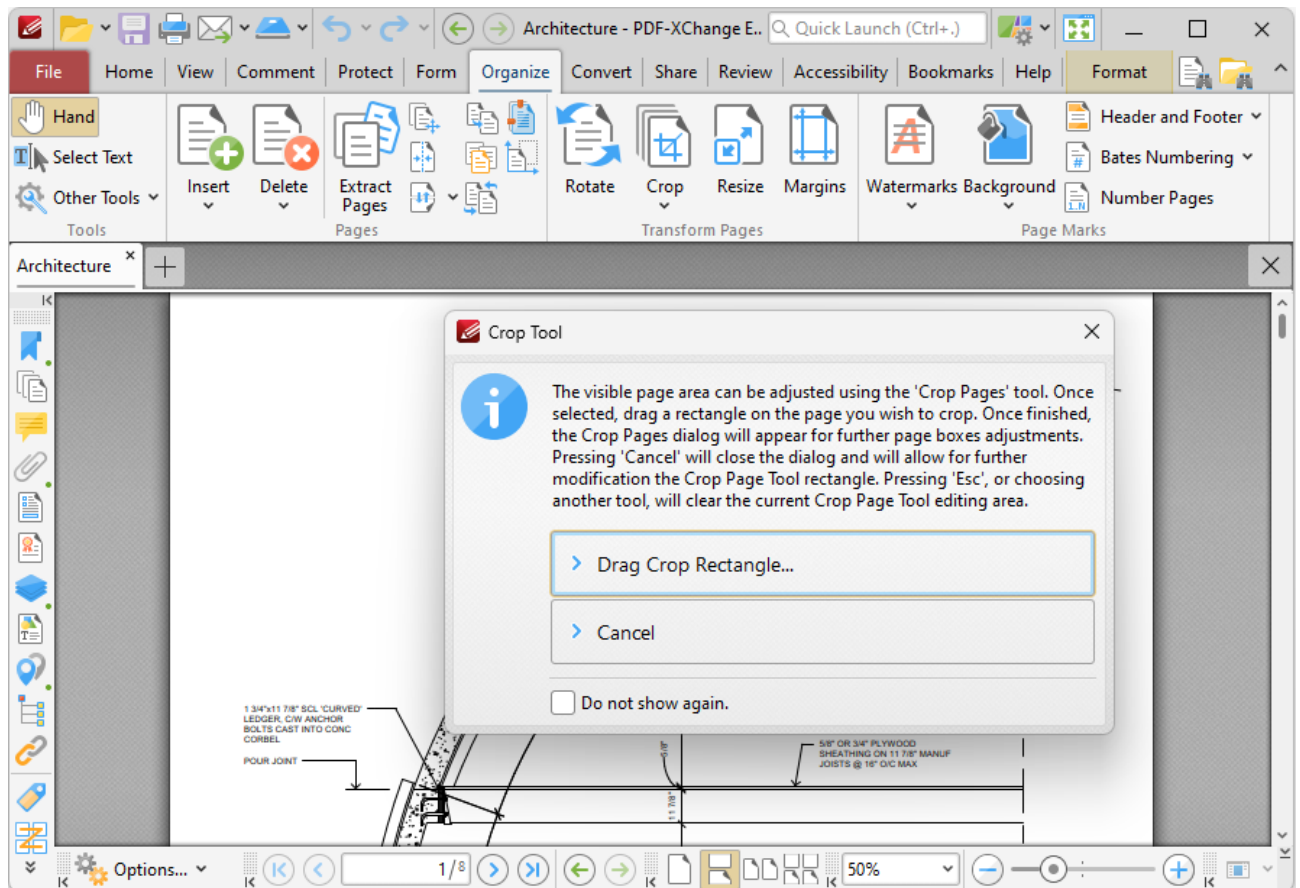 Architecture - PDF-XChange E..
Quick Launch (Ctrl+.)
File
Home
View
Comment
Protect
Form
Organize
Convert
Share
Review
Accessibility
Bookmarks
Help
Format
Hand
Select Text
Other Tools
Tools
Insert
Delete
Extract
Pages
Pages
Rotate
Crop
Resize
Margins
Transform Pages
Watermarks
Background
Header and Footer
Bates Numbering
Number Pages
Page Marks
Architecture
Crop Tool
The visible page area can be adjusted using the 'Crop Pages' tool. Once
selected, drag a rectangle on the page you wish to crop. Once finished,
the Crop Pages dialog will appear for further page boxes adjustments.
Pressing 'Cancel' will close the dialog and will allow for further
modification the Crop Page Tool rectangle. Pressing 'Esc', or choosing
another tool, will clear the current Crop Page Tool editing area.
Drag Crop Rectangle...
Cancel
Do not show again.
1 3/4"x11 7/8" SCL 'CURVED'
LEDGER, C/W ANCHOR
BOLTS CAST INTO CONC
CORBEL
POUR JOINT
5/8"
11 7/8"
5/8" OR 3/4" PLYWOOD
SHEATHING ON 11 7/8" MANUF
JOISTS @ 16" O/C MAX
Options...
1/8
50%